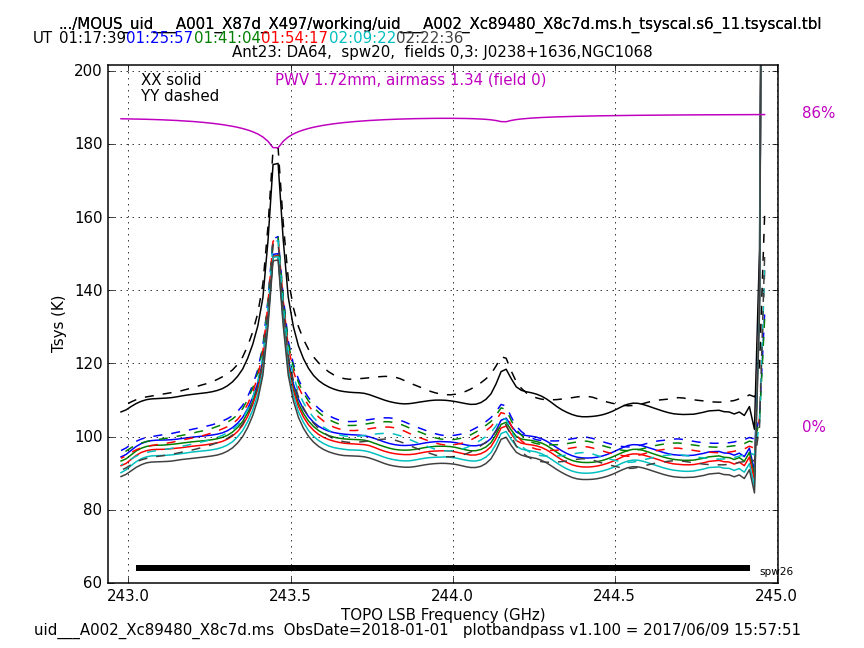 .../MOUS_uid___A001_X87d_X497/working/uid___A002_Xc89480_X8c7d.ms.h_tsyscal.s6_11.tsyscal.tbl
UT 01:17:39 01:25:57 01:41:04 01:54:17 02:09:22 02:22:36
Ant23: DA64, spw20, fields 0,3: J0238+1636,NGC1068
XX solid
PWV 1.72mm, airmass 1.34 (field 0)
YY dashed
86%
0%
200
180
160
140
120
100
80
60
Tsys (K)
spw26
243.0 243.5 244.0 244.5 245.0
TOPO LSB Frequency (GHz)
uid___A002_Xc89480_X8c7d.ms ObsDate=2018-01-01 plotbandpass v1.100 = 2017/06/09 15:57:51